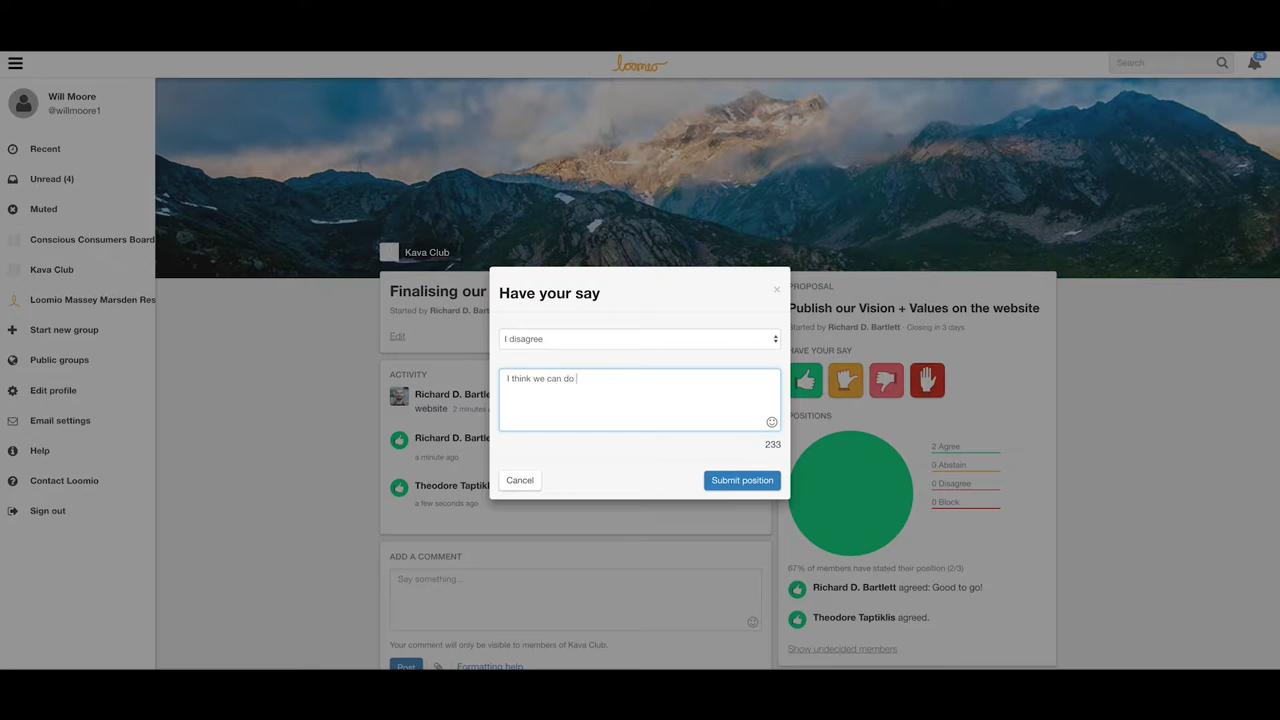 loomio
Search
25
Will Moore
@willmoore1
Recent
Unread (4)
Muted
Conscious Consumers Board
Kava Club
Loomio Massey Marsden Res
Start new group
Public groups
Edit profile
Email settings
Help
Contact Loomio
Sign out
Kava Club
Finalising our
Started by Richard D. Bart
Edit
ACTIVITY
Richard D. Bartle
website 2 minutes a
Richard D. Bartle
a minute ago
Theodore Taptikl
a few seconds ago
ADD A COMMENT
Say something...
Your comment will only be visible to members of Kava Club.
Post
Formatting help
Have your say
×
I disagree
I think we can do
233
Cancel
Submit position
PROPOSAL
Publish our Vision + Values on the website
Started by Richard D. Bartlett · Closing in 3 days
HAVE YOUR SAY
POSITIONS
2 Agree
0 Abstain
0 Disagree
0 Block
67% of members have stated their position (2/3)
Richard D. Bartlett agreed: Good to go!
Theodore Taptiklis agreed.
Show undecided members